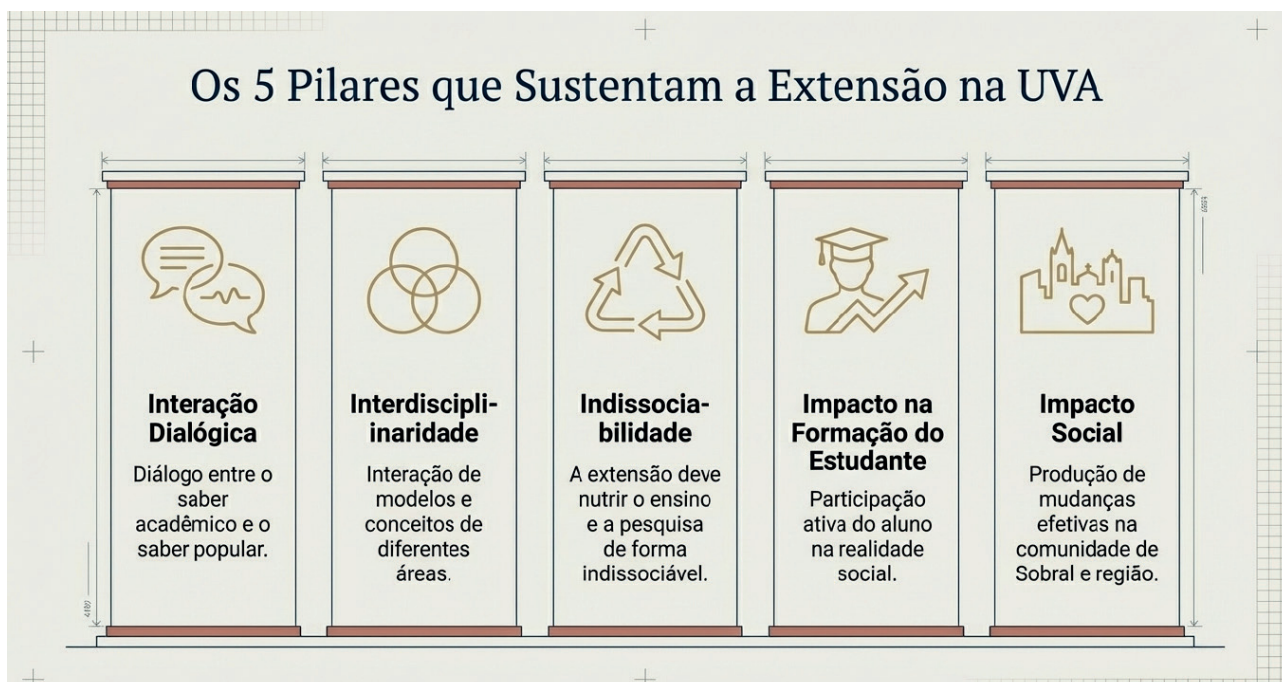 Os 5 Pilares que Sustentam a Extensão na UVA
Interação
Dialógica
Diálogo entre o
saber
acadêmico e o
saber popular.
Interdiscipli-
inaridade
Interação de
modelos e
conceitos de
diferentes
áreas.
Indissocia-
bilidade
A extensão deve
nutrir o ensino
e a pesquisa
de forma
indissociável.
Impacto na
Formação do
Estudante
Participação
ativa do aluno
na realidade
social.
Impacto
Social
Produção de
mudanças
efetivas na
comunidade de
Sobral e região.